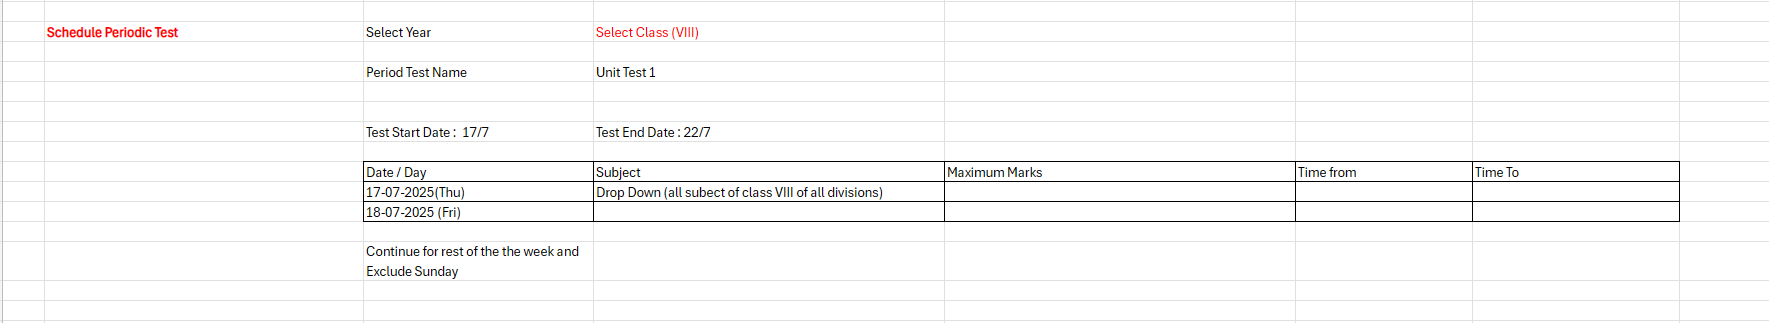 Schedule Periodic Test Select Year Select Class (VIII)
Period Test Name Unit Test 1
Test Start Date : 17/7 Test End Date : 22/7
Date / Day Subject Maximum Marks Time from Time To
17-07-2025(Thu) Drop Down (all subect of class VIII of all divisions)
18-07-2025 (Fri)
Continue for rest of the the week and
Exclude Sunday